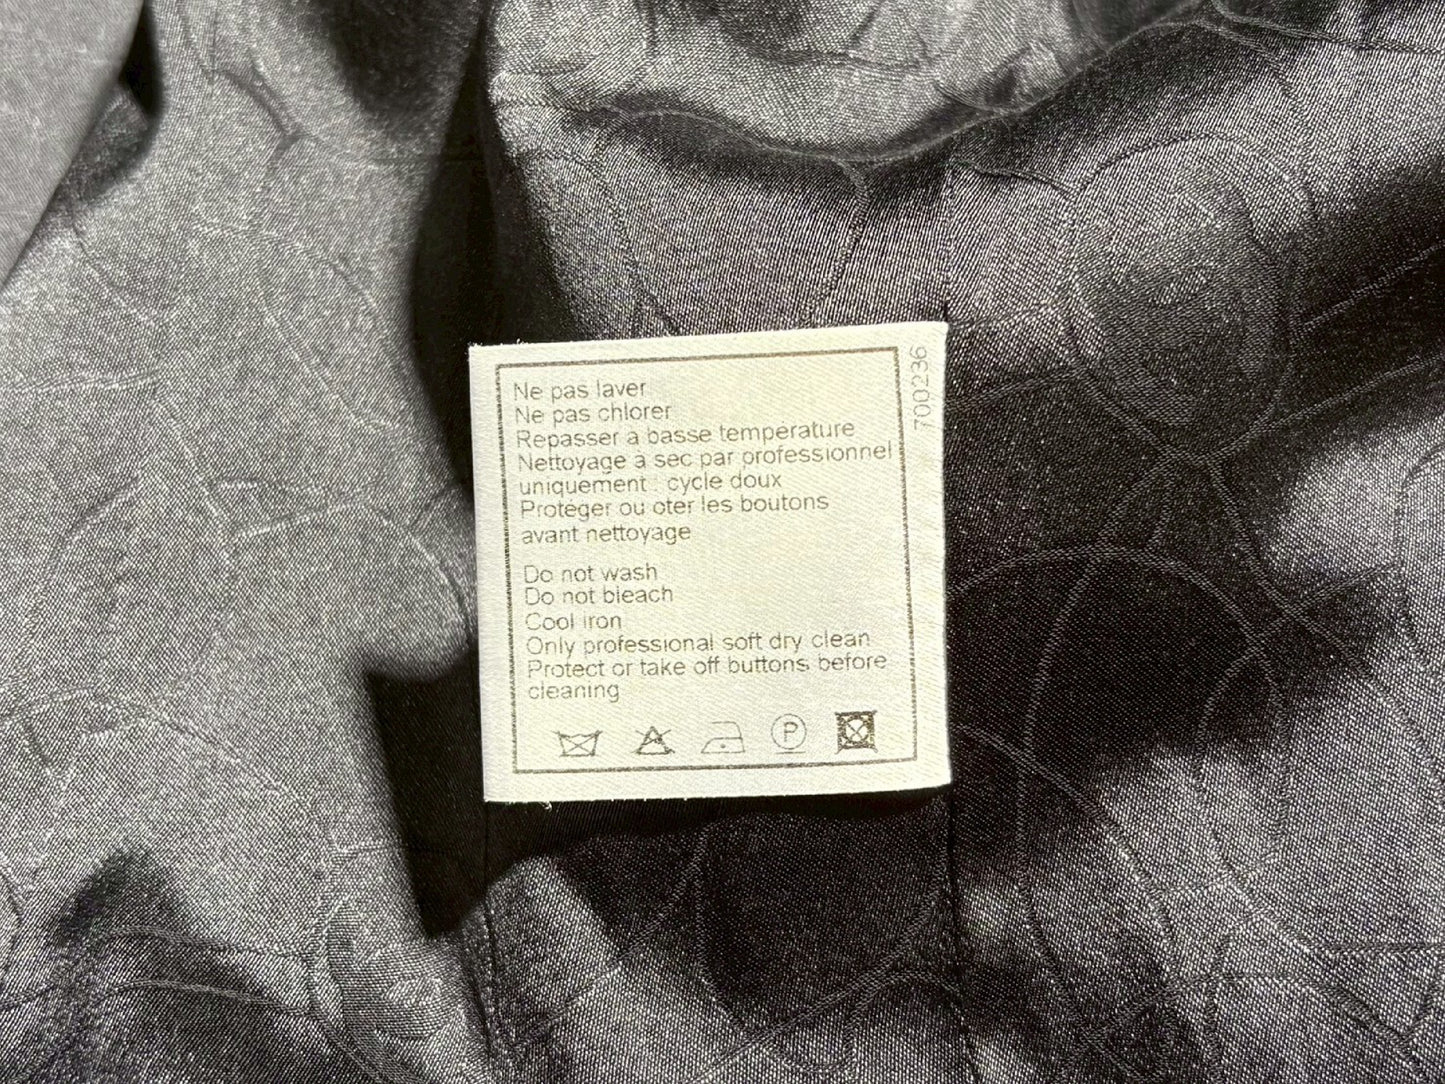 Ne pas laver
Ne pas chlorer
Repasser à basse température
Nettoyage à sec par professionnel
uniquement : cycle doux
Protéger ou oter les boutons
avant nettoyage
Do not wash
Do not bleach
Cool iron
Only professional soft dry clean
Protect or take off buttons before
cleaning
P
700236